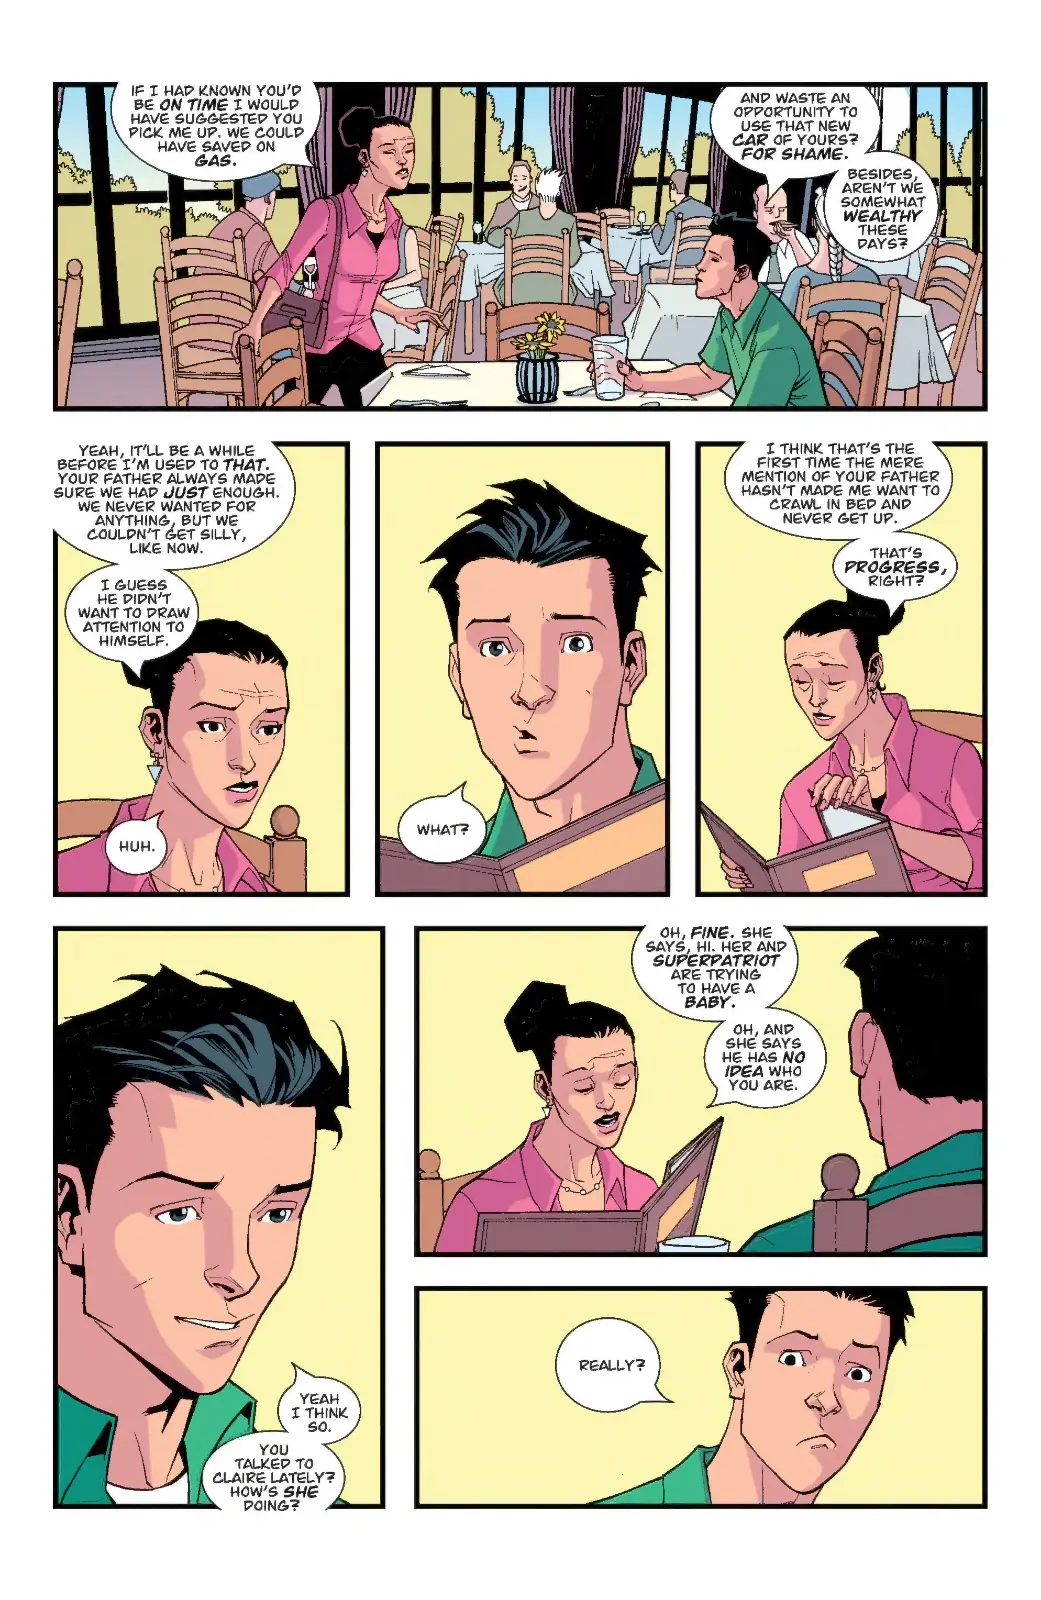 IF I HAD KNOWN YOU'D
BE ON TIME I WOULD
HAVE SUGGESTED YOU
PICK ME UP. WE COULD
HAVE SAVED ON
GAS.
AND WASTE AN
OPPORTUNITY TO
USE THAT NEW
CAR OF YOURS?
FOR SHAME.
BESIDES,
AREN'T WE
SOMEWHAT
WEALTHY
THESE
DAYS?
YEAH, IT'LL BE A WHILE
BEFORE I'M USED TO THAT.
YOUR FATHER ALWAYS MADE
SURE WE HAD JUST ENOUGH.
WE NEVER WANTED FOR
ANYTHING, BUT WE
COULDN'T GET SILLY,
LIKE NOW.
I GUESS
HE DIDN'T
WANT TO DRAW
ATTENTION TO
HIMSELF.
HUH.
WHAT?
I THINK THAT'S THE
FIRST TIME THE MERE
MENTION OF YOUR FATHER
HASN'T MADE ME WANT TO
CRAWL IN BED AND
NEVER GET UP.
THAT'S
PROGRESS,
RIGHT?
YEAH
I THINK
SO.
YOU
TALKED TO
CLAIRE LATELY?
HOW'S SHE
DOING?
OH, FINE. SHE
SAYS, HI. HER AND
SUPERPATRIOT
ARE TRYING
TO HAVE A
BABY.
OH, AND
SHE SAYS
HE HAS NO
IDEA WHO
YOU ARE.
REALLY?